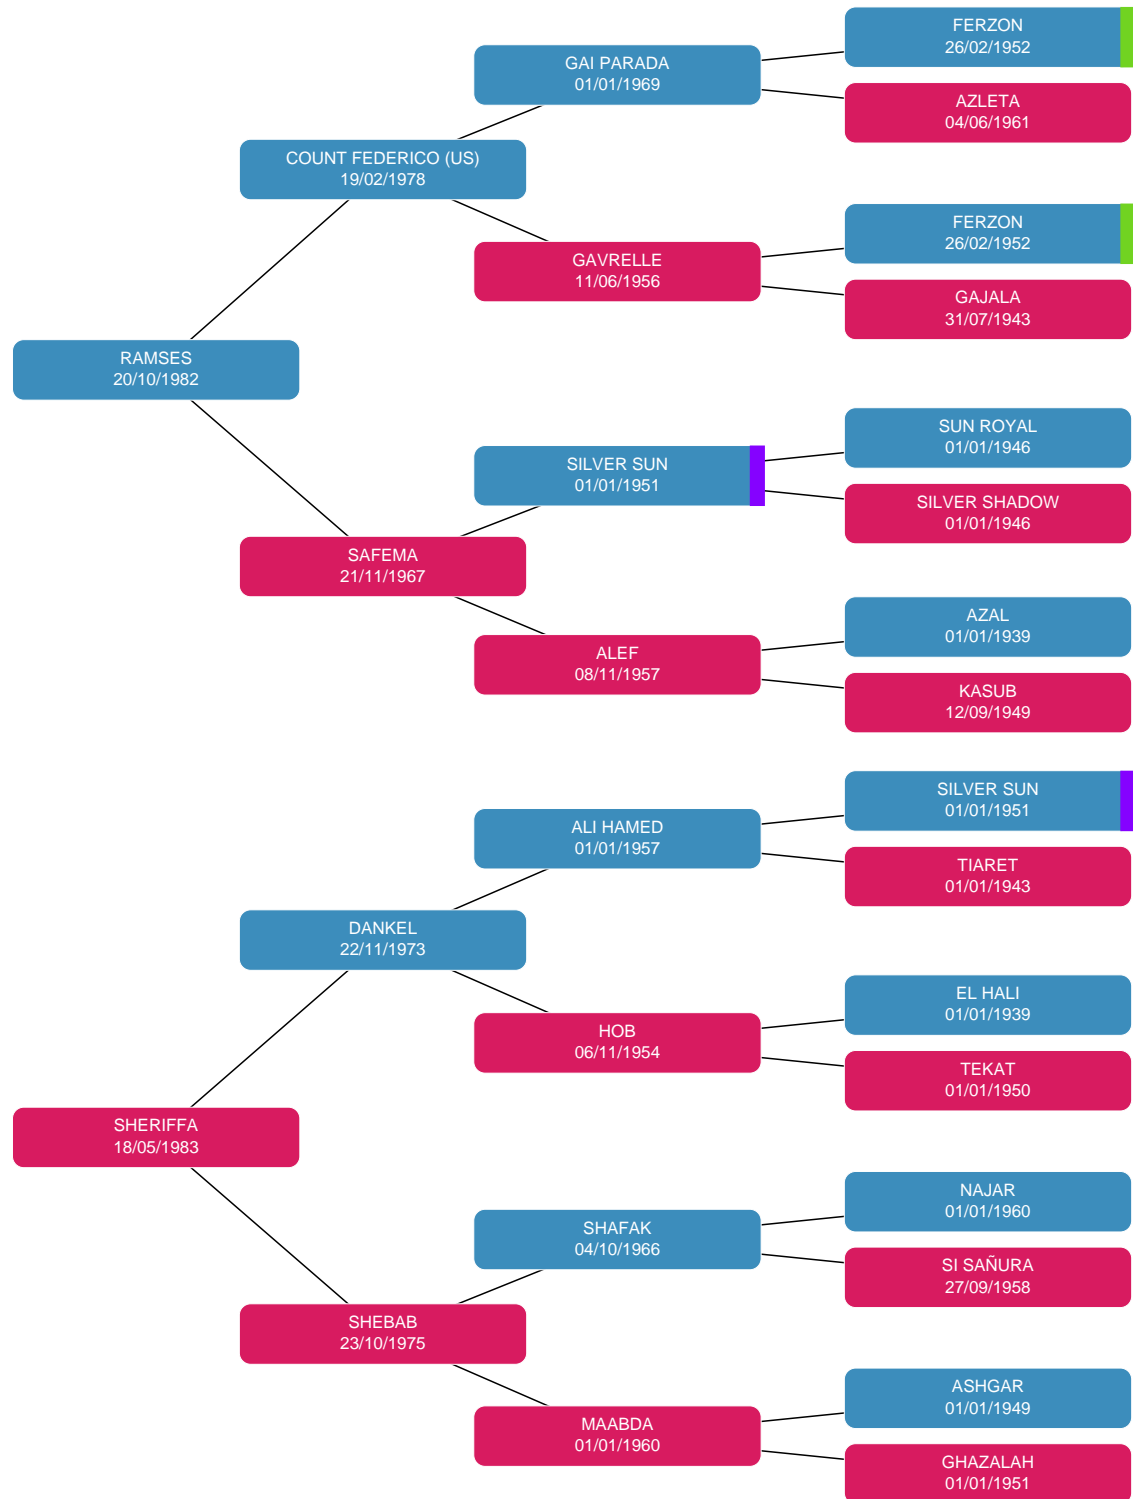 FERZON
26/02/1952
GAI PARADA
01/01/1969
AZLETA
04/06/1961
COUNT FEDERICO (US)
19/02/1978
FERZON
26/02/1952
GAVRELLE
11/06/1956
GAJALA
31/07/1943
RAMSES
20/10/1982
SUN ROYAL
01/01/1946
SILVER SUN
01/01/1951
SILVER SHADOW
01/01/1946
SAFEMA
21/11/1967
AZAL
01/01/1939
ALEF
08/11/1957
KASUB
12/09/1949
SILVER SUN
01/01/1951
ALI HAMED
01/01/1957
TIARET
01/01/1943
DANKEL
22/11/1973
EL HALI
01/01/1939
HOB
06/11/1954
TEKAT
01/01/1950
SHERIFFA
18/05/1983
NAJAR
01/01/1960
SHAFAK
04/10/1966
SI SAÑURA
27/09/1958
SHEBAB
23/10/1975
ASHGAR
01/01/1949
MAABDA
01/01/1960
GHAZALAH
01/01/1951